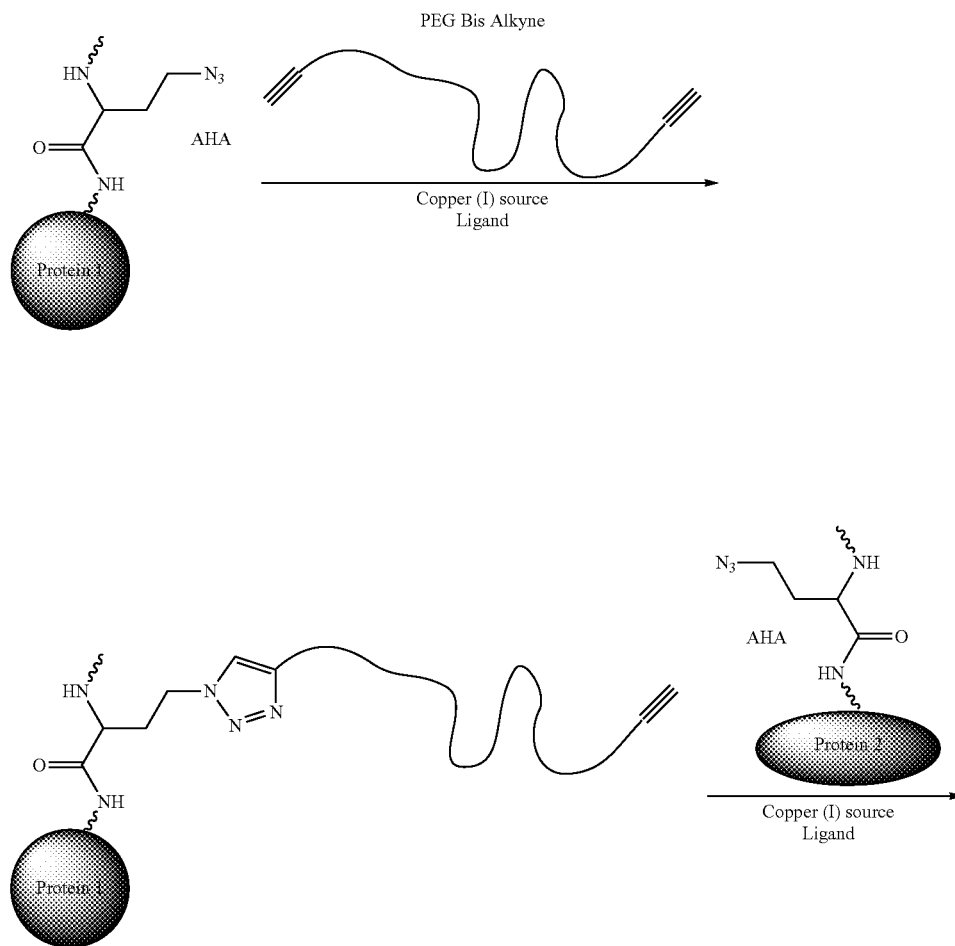 PEG Bis Alkyne
HN
N3
AHA
O
NH
Protein 1
Copper (I) source
Ligand
N3
NH
AHA
O
HN
Protein 2
Copper (I) source
Ligand
HN
N
N
N
O
NH
Protein 1